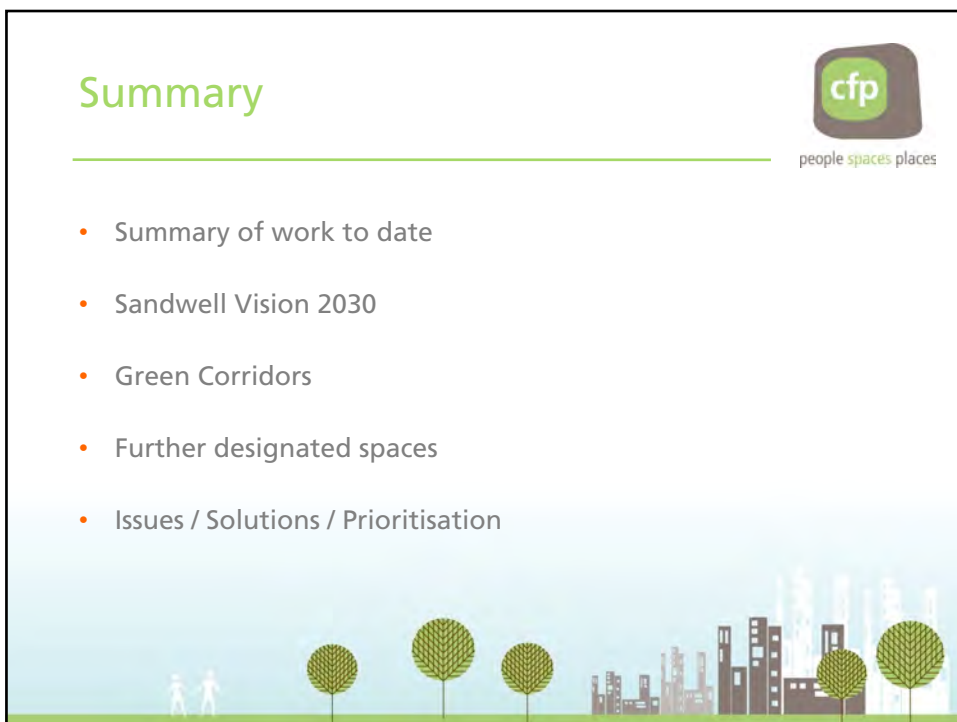 Summary
cfp
people spaces places
• Summary of work to date
• Sandwell Vision 2030
• Green Corridors
• Further designated spaces
• Issues / Solutions / Prioritisation